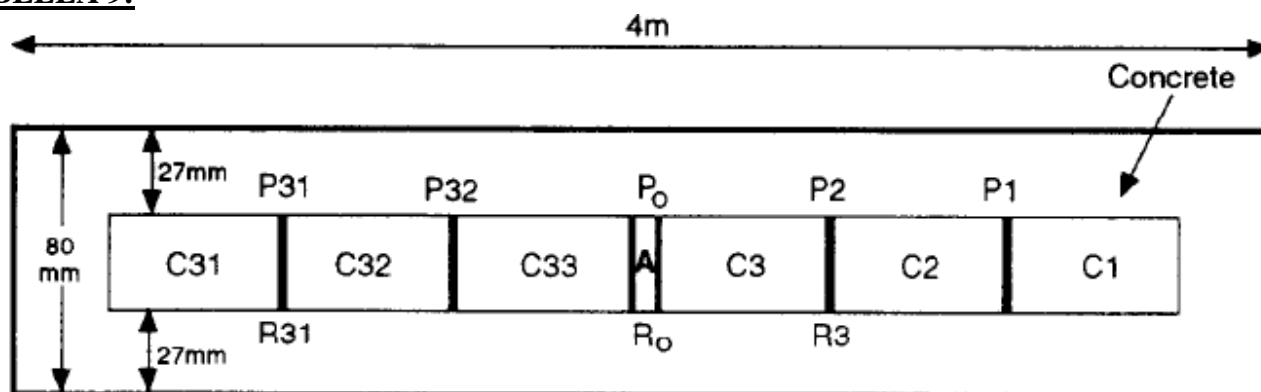 4m
Concrete
27mm
P31 P32 Po P2 P1
80
mm
C31 C32 C33 A C3 C2 C1
R31 Ro R3
27mm